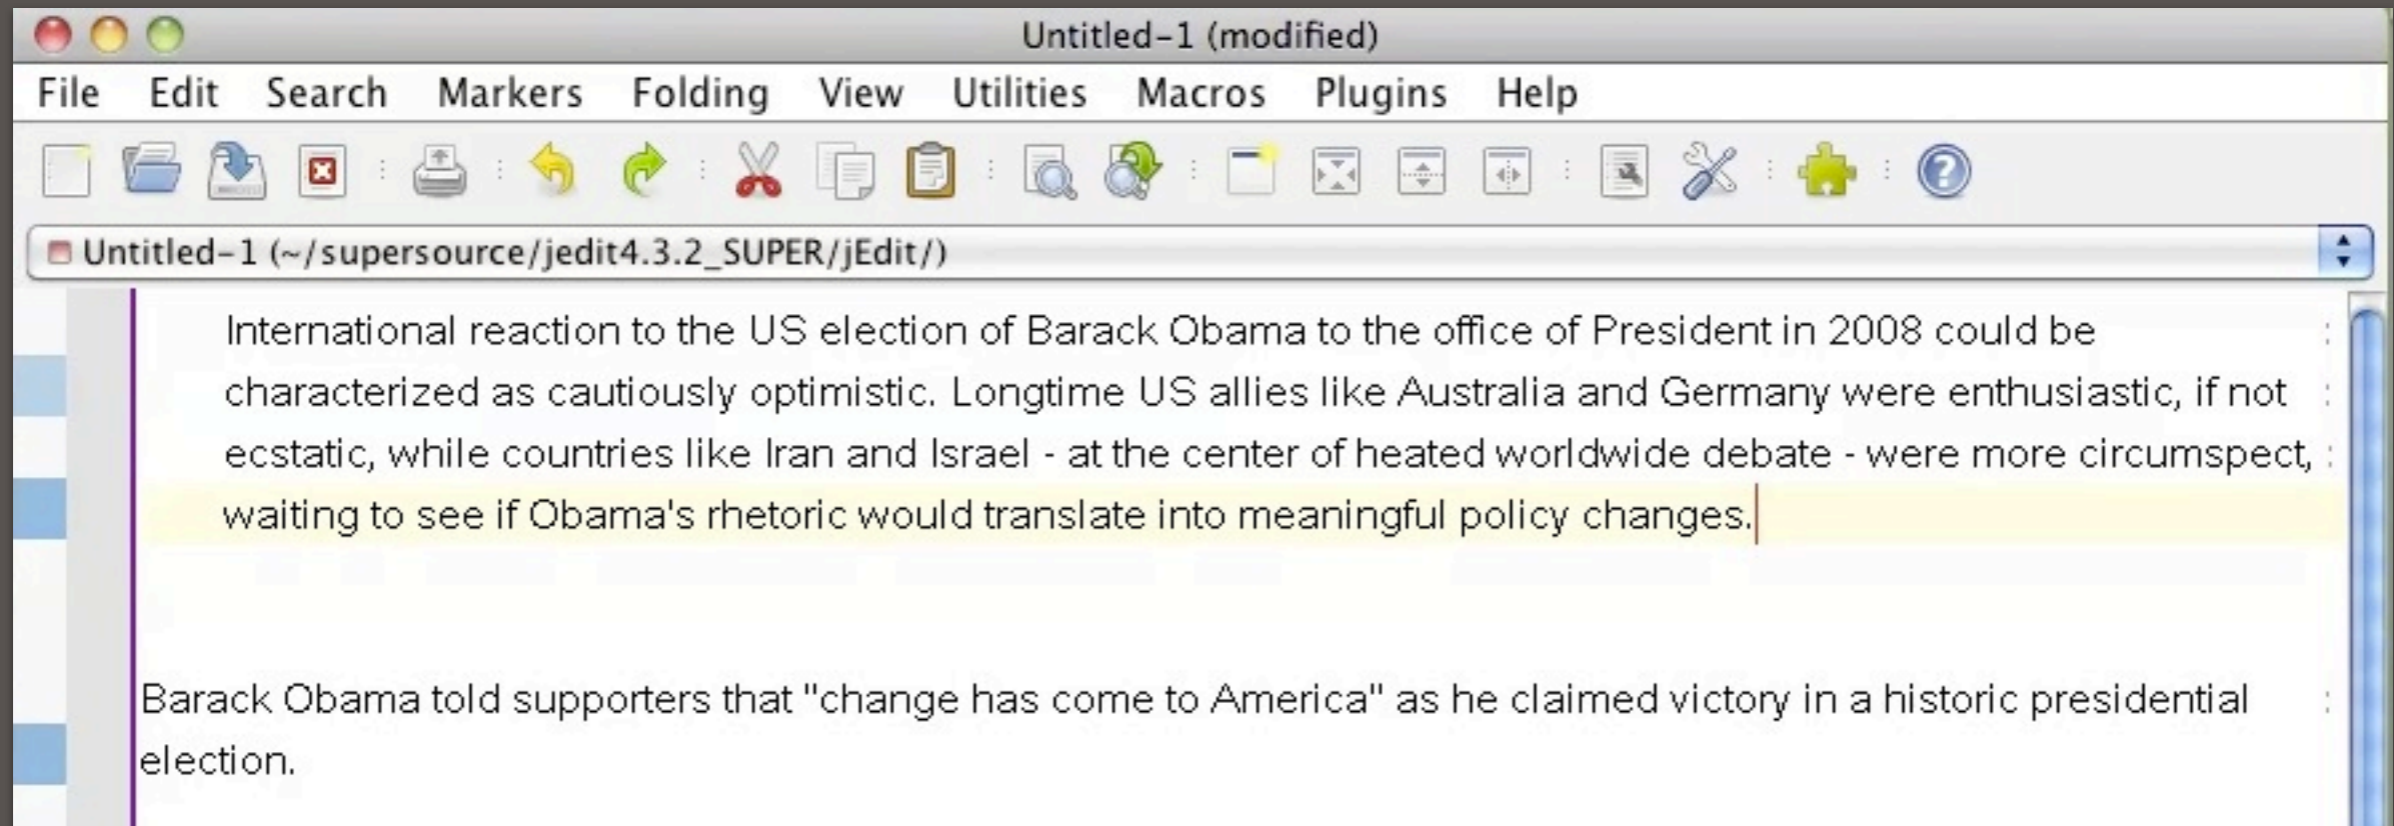 Untitled-1 (modified)
File Edit Search Markers Folding View Utilities Macros Plugins Help
Untitled-1 (~/supersource/jedit4.3.2_SUPER/jEdit/)
International reaction to the US election of Barack Obama to the office of President in 2008 could be
characterized as cautiously optimistic. Longtime US allies like Australia and Germany were enthusiastic, if not
ecstatic, while countries like Iran and Israel - at the center of heated worldwide debate - were more circumspect,
waiting to see if Obama's rhetoric would translate into meaningful policy changes.
Barack Obama told supporters that "change has come to America" as he claimed victory in a historic presidential
election.